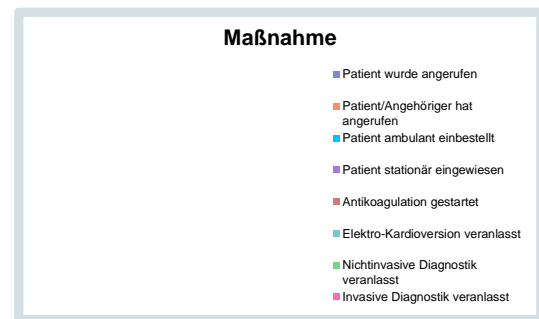 Maßnahme
Patient wurde angerufen
Patient/Angehöriger hat
angerufen
Patient ambulant einbestellt
Patient stationär eingewiesen
Antikoagulation gestartet
Elektro-Kardioversion veranlasst
Nichtinvasive Diagnostik
veranlasst
Invasive Diagnostik veranlasst